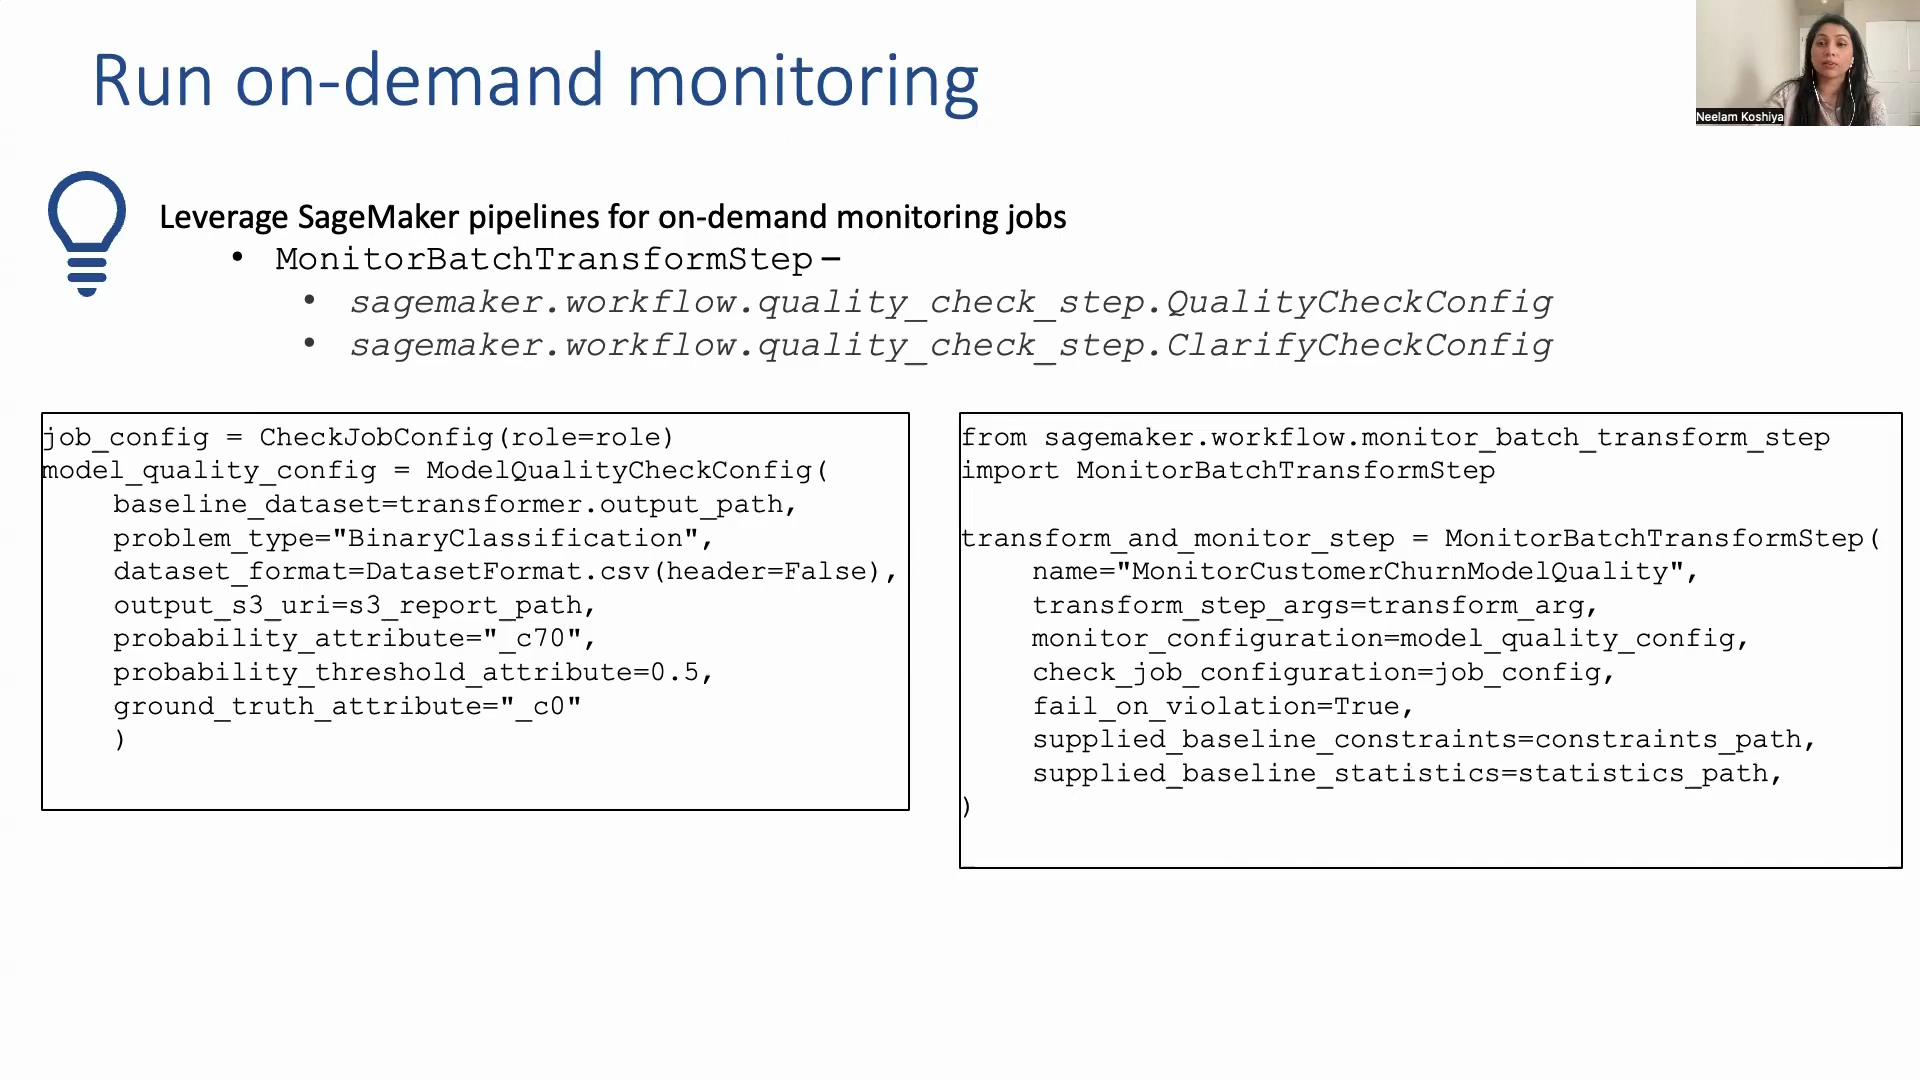 Run on-demand monitoring
Neelam Koshiya
Leverage SageMaker pipelines for on-demand monitoring jobs
• MonitorBatchTransformStep –
• sagemaker.workflow.quality_check_step.QualityCheckConfig
• sagemaker.workflow.quality_check_step.ClarifyCheckConfig
job_config = CheckJobConfig(role=role)
model_quality_config = ModelQualityCheckConfig(
baseline_dataset=transformer.output_path,
problem_type="BinaryClassification",
dataset_format=DatasetFormat.csv(header=False),
output_s3_uri=s3_report_path,
probability_attribute="_c70",
probability_threshold_attribute=0.5,
ground_truth_attribute="_c0"
)
from sagemaker.workflow.monitor_batch_transform_step
import MonitorBatchTransformStep
transform_and_monitor_step = MonitorBatchTransformStep(
name="MonitorCustomerChurnModelQuality",
transform_step_args=transform_arg,
monitor_configuration=model_quality_config,
check_job_configuration=job_config,
fail_on_violation=True,
supplied_baseline_constraints=constraints_path,
supplied_baseline_statistics=statistics_path,
)